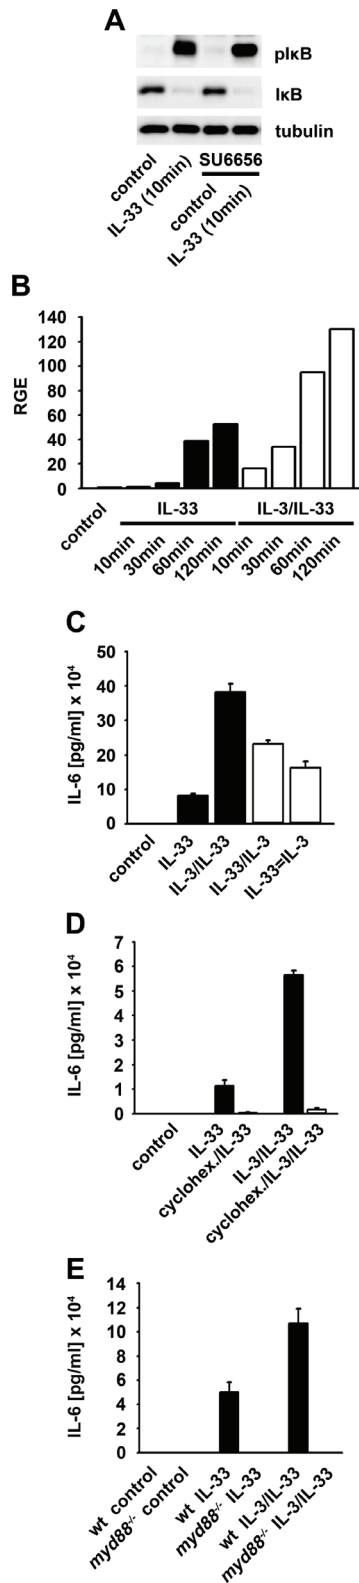 A
pIκB
IκB
tubulin
control
IL-33 (10min)
SU6656
control
IL-33 (10min)
B
RGE
140
120
100
80
60
40
20
0
control
IL-33
10min
30min
60min
120min
IL-3/IL-33
10min
30min
60min
120min
C
IL-6 [pg/ml] x 10⁴
50
40
30
20
10
0
control
IL-33
IL-3/IL-33
IL-33/IL-3
IL-33=IL-3
D
IL-6 [pg/ml] x 10⁴
7
6
5
4
3
2
1
0
control
IL-33
cyclohex./IL-33
IL-3/IL-33
cyclohex./IL-3/IL-33
E
IL-6 [pg/ml] x 10⁴
14
12
10
8
6
4
2
0
wt control
myd88-/- control
wt IL-33
myd88-/- IL-33
wt IL-3/IL-33
myd88-/- IL-3/IL-33